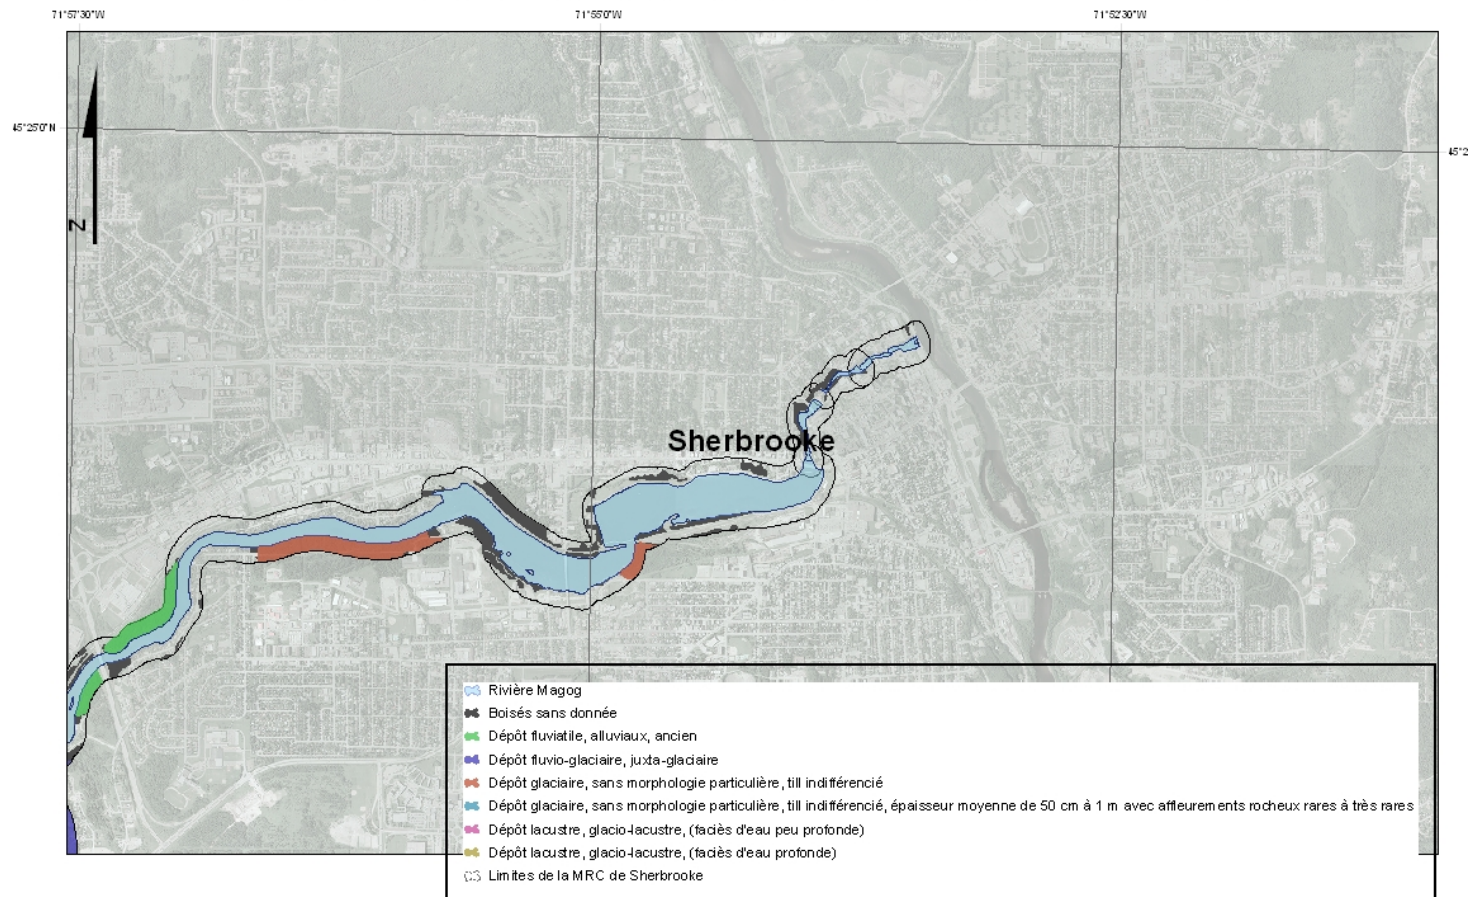 71°57'30"W
71°55'0"W
71°52'30"W
45°25'0"N
45°2
N
Sherbrooke
Rivière Magog
Boisés sans donnée
Dépôt fluviatile, alluviaux, ancien
Dépôt fluvio-glaciaire, juxta-glaciaire
Dépôt glaciaire, sans morphologie particulière, till indifférencié
Dépôt glaciaire, sans morphologie particulière, till indifférencié, épaisseur moyenne de 50 cm à 1 m avec affleurements rocheux rares à très rares
Dépôt lacustre, glacio-lacustre, (faciès d'eau peu profonde)
Dépôt lacustre, glacio-lacustre, (faciès d'eau profonde)
Limites de la MRC de Sherbrooke